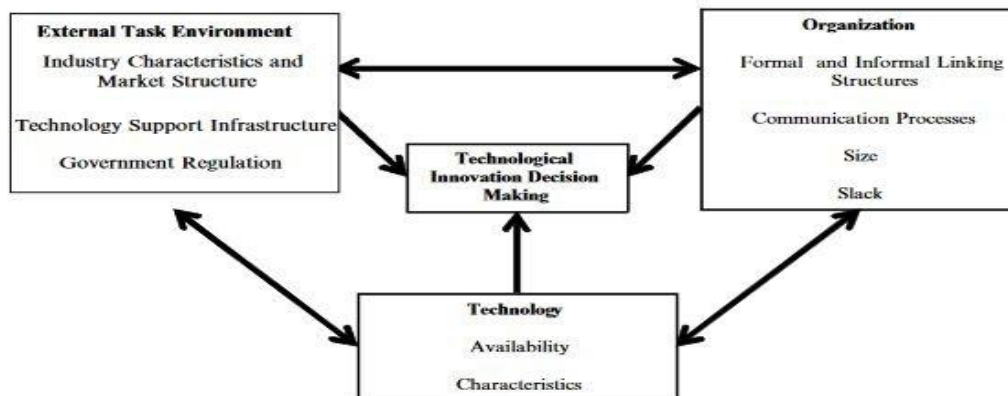 External Task Environment
Industry Characteristics and
Market Structure
Technology Support Infrastructure
Government Regulation
Organization
Formal and Informal Linking
Structures
Communication Processes
Size
Slack
Technological
Innovation Decision
Making
Technology
Availability
Characteristics